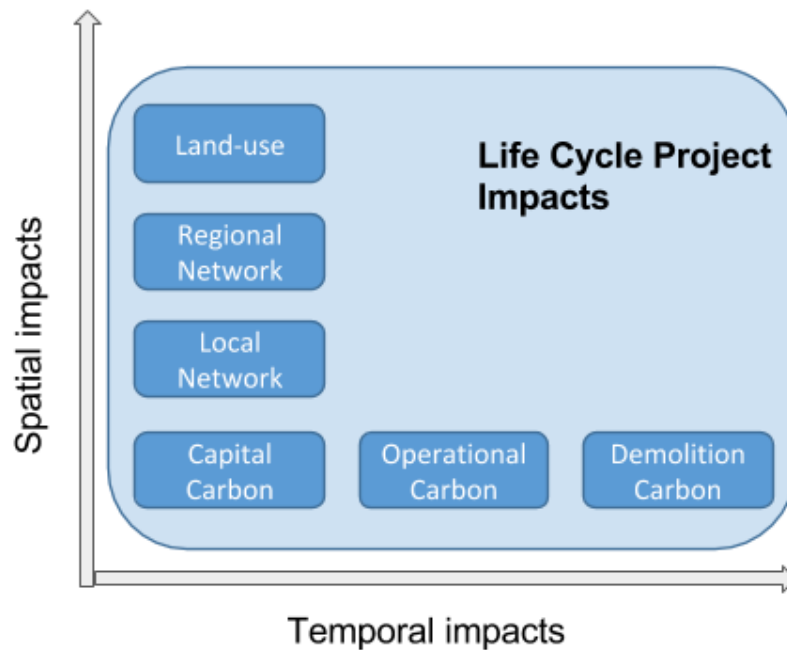 Land-use
Life Cycle Project
Impacts
Regional
Network
Local
Network
Capital
Carbon
Operational
Carbon
Demolition
Carbon
Spatial impacts
Temporal impacts